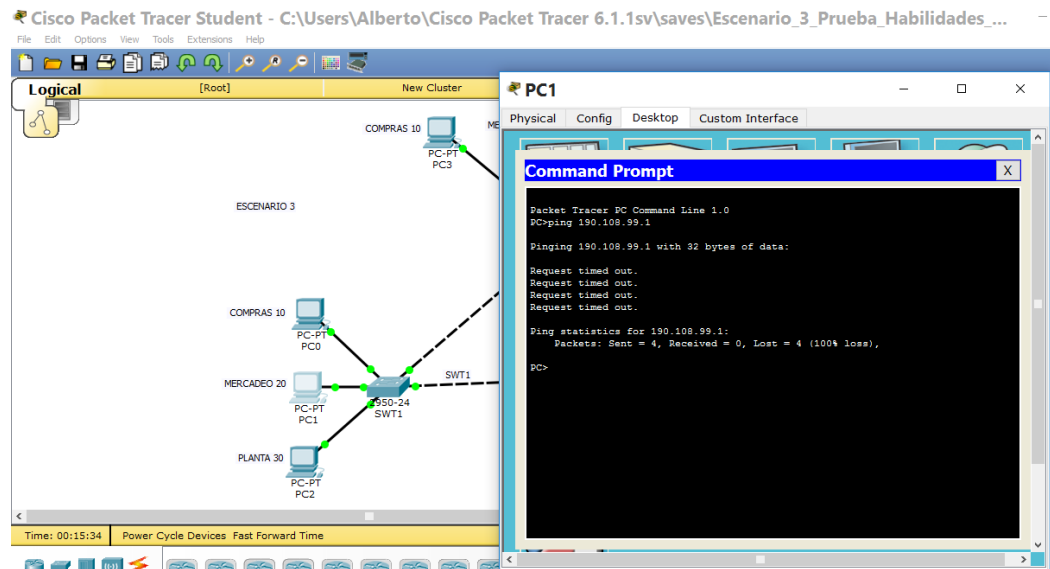 Cisco Packet Tracer Student - C:\Users\Alberto\Cisco Packet Tracer 6.1.1sv\saves\Escenario_3_Prueba_Habilidades_...
File Edit Options View Tools Extensions Help
Logical [Root] New Cluster
COMPRAS 10
ME
PC-PT
PC3
ESCENARIO 3
COMPRAS 10
PC-PT
PC0
MERCADEO 20
SWT1
PC-PT
PC1
2950-24
SWT1
PLANTA 30
PC-PT
PC2
Time: 00:15:34 Power Cycle Devices Fast Forward Time
PC1
Physical Config Desktop Custom Interface
Command Prompt
X
Packet Tracer PC Command Line 1.0
PC>ping 190.108.99.1
Pinging 190.108.99.1 with 32 bytes of data:
Request timed out.
Request timed out.
Request timed out.
Request timed out.
Ping statistics for 190.108.99.1:
Packets: Sent = 4, Received = 0, Lost = 4 (100% loss),
PC>